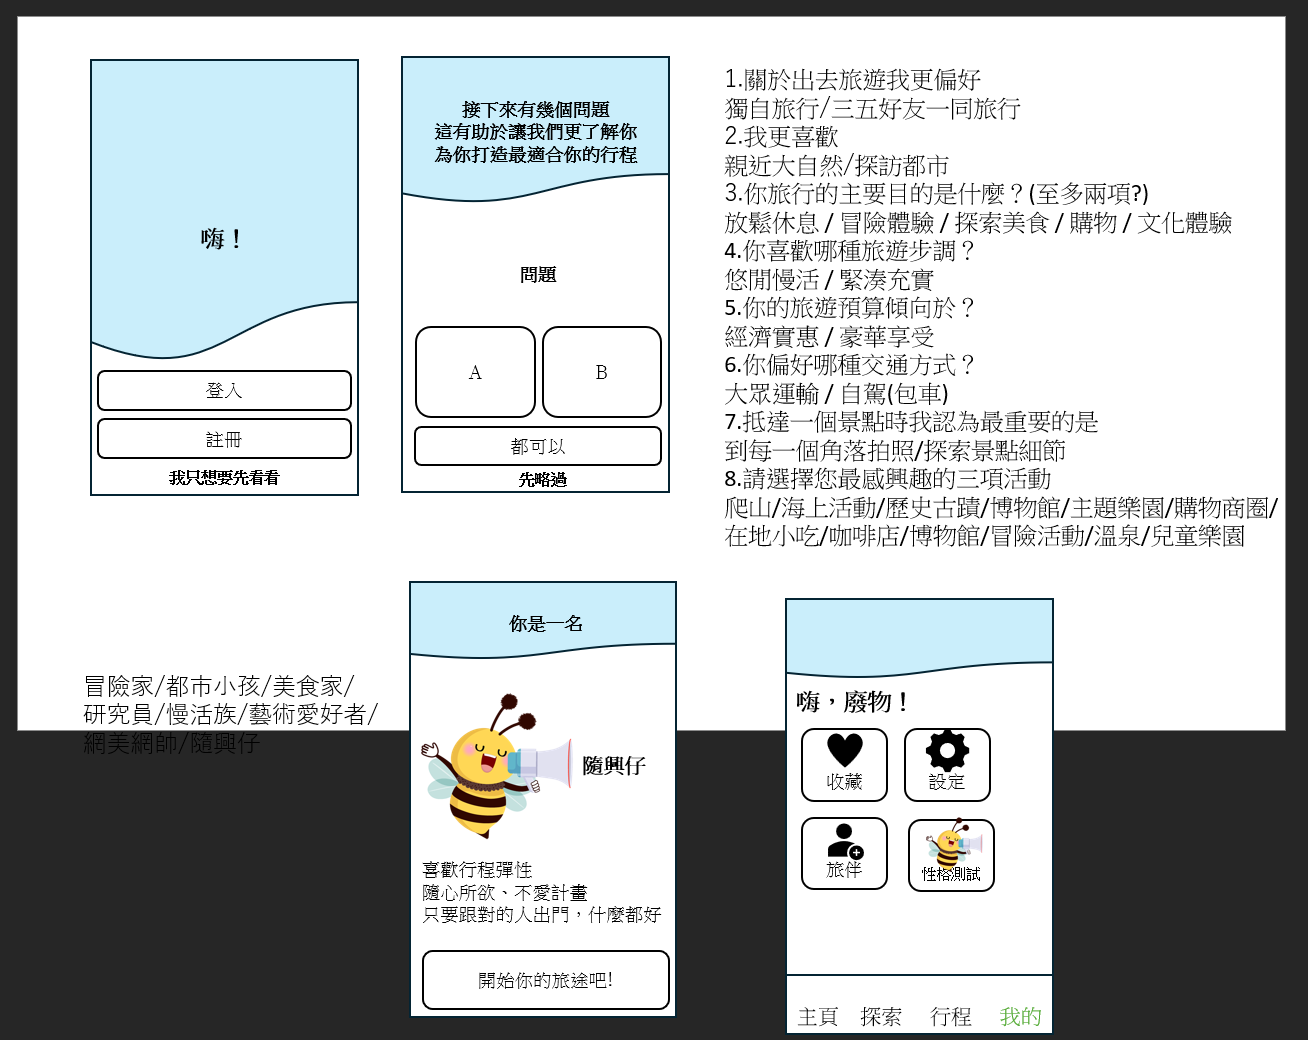 嗨！
登入
註冊
我只想要先看看
接下來有幾個問題
這有助於讓我們更了解你
為你打造最適合你的行程
問題
A
B
都可以
先略過
1.關於出去旅遊我更偏好
獨自旅行/三五好友一同旅行
2.我更喜歡
親近大自然/探訪都市
3.你旅行的主要目的是什麼？(至多兩項?)
放鬆休息 / 冒險體驗 / 探索美食 / 購物 / 文化體驗
4.你喜歡哪種旅遊步調？
悠閒慢活 / 緊湊充實
5.你的旅遊預算傾向於？
經濟實惠 / 豪華享受
6.你偏好哪種交通方式？
大眾運輸 / 自駕(包車)
7.抵達一個景點時我認為最重要的是
到每一個角落拍照/探索景點細節
8.請選擇您最感興趣的三項活動
爬山/海上活動/歷史古蹟/博物館/主題樂園/購物商圈/
在地小吃/咖啡店/博物館/冒險活動/溫泉/兒童樂園
冒險家/都市小孩/美食家/
研究員/慢活族/藝術愛好者/
網美網帥/隨興仔
你是一名
隨興仔
喜歡行程彈性
隨心所欲、不愛計畫
只要跟對的人出門，什麼都好
開始你的旅途吧!
嗨，廢物！
收藏
設定
旅伴
性格測試
主頁
探索
行程
我的